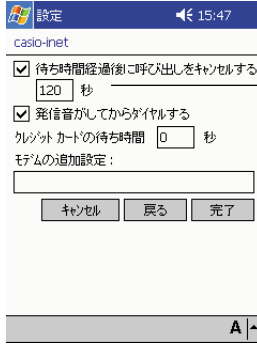 設定 15:47
casio-inet
待ち時間経過後に呼び出しをｷｬﾝｾﾙする
120 秒
発信音がしてからﾀﾞｲﾔﾙする
ｸﾚｼﾞｯﾄ ｶｰﾄﾞの待ち時間 0 秒
ﾓﾃﾞﾑの追加設定：
ｷｬﾝｾﾙ 戻る 完了
A